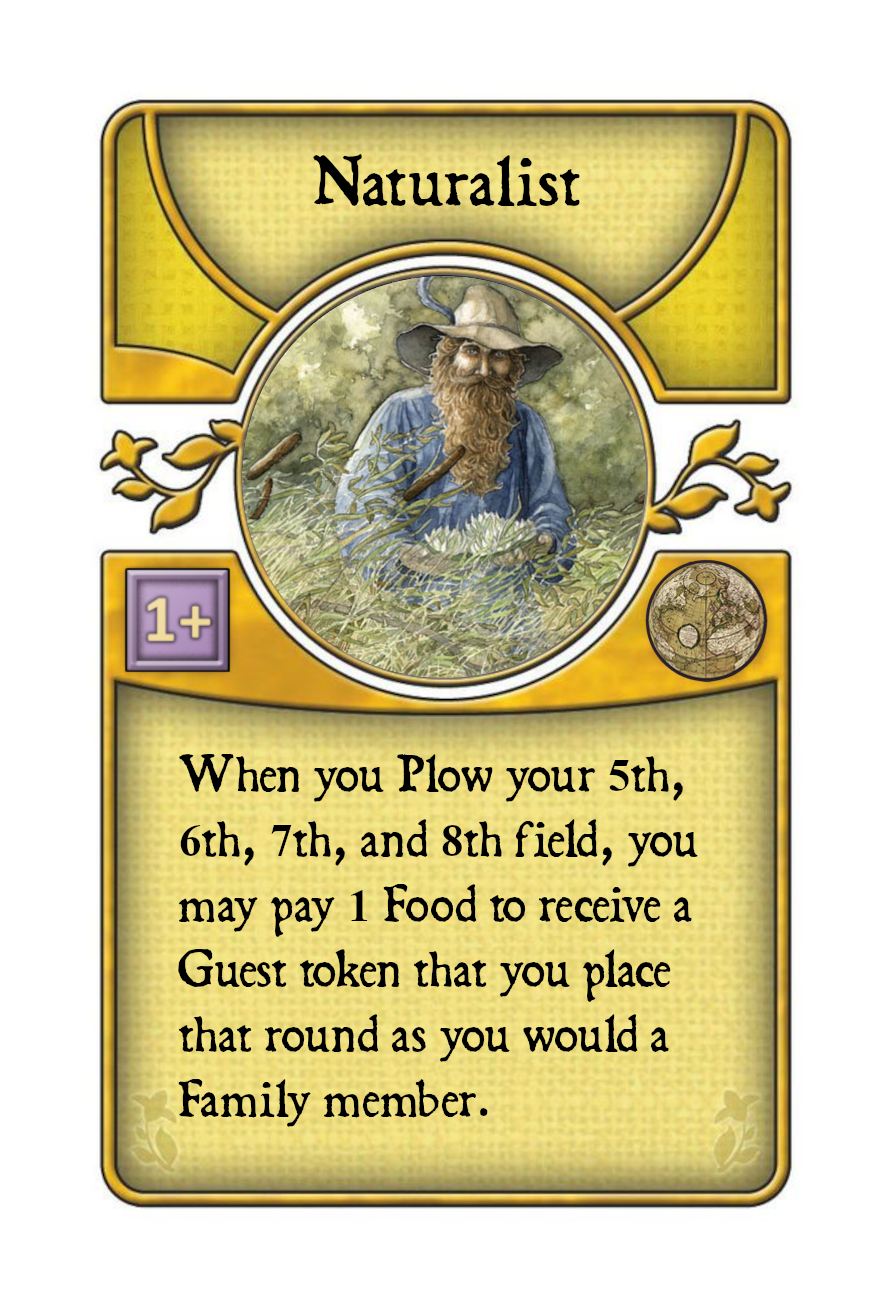 Naturalist
1+
When you Plow your 5th,
6th, 7th, and 8th field, you
may pay 1 Food to receive a
Guest token that you place
that round as you would a
Family member.